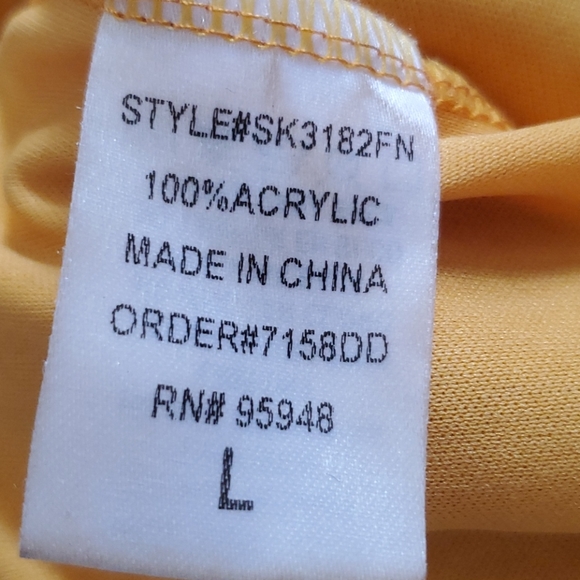 STYLE#SK3182FN
100%ACRYLIC
MADE IN CHINA
ORDER#7158DD
RN# 95948
L